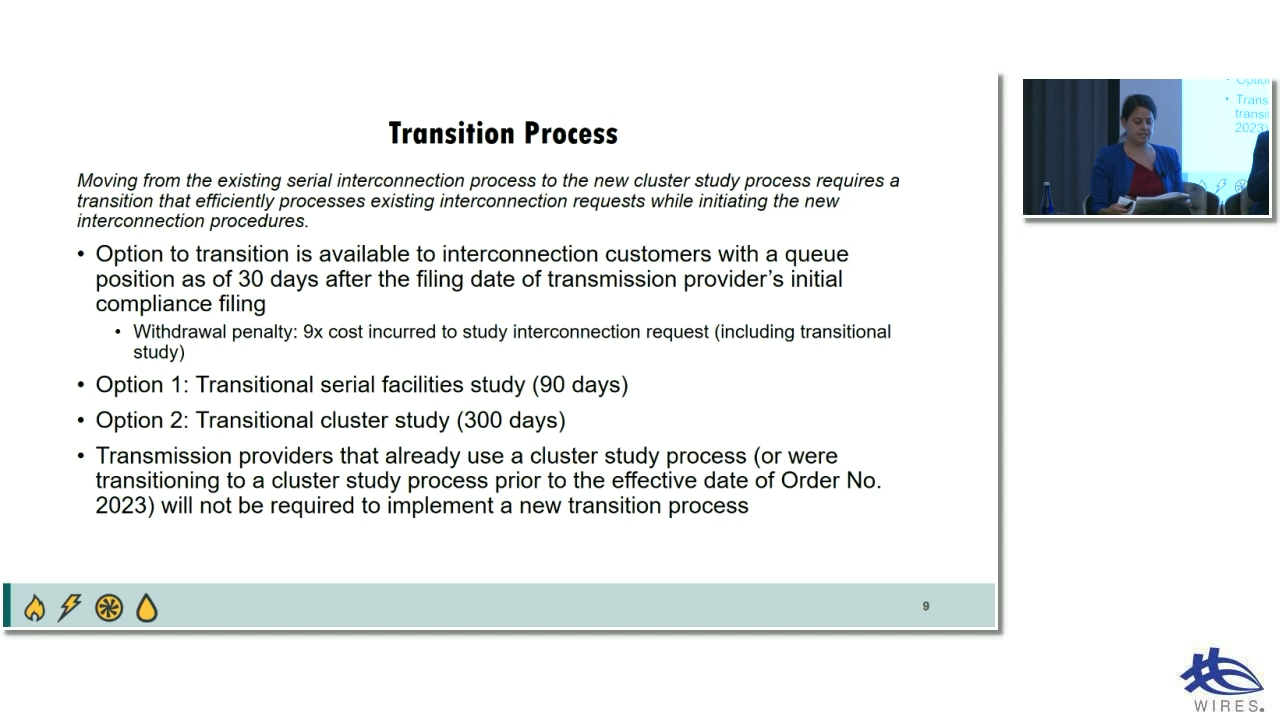 Transition Process
Moving from the existing serial interconnection process to the new cluster study process requires a
transition that efficiently processes existing interconnection requests while initiating the new
interconnection procedures.
• Option to transition is available to interconnection customers with a queue
position as of 30 days after the filing date of transmission provider’s initial
compliance filing
• Withdrawal penalty: 9x cost incurred to study interconnection request (including transitional
study)
• Option 1: Transitional serial facilities study (90 days)
• Option 2: Transitional cluster study (300 days)
• Transmission providers that already use a cluster study process (or were
transitioning to a cluster study process prior to the effective date of Order No.
2023) will not be required to implement a new transition process
9
• Trans
transit
2023)
WIRES.